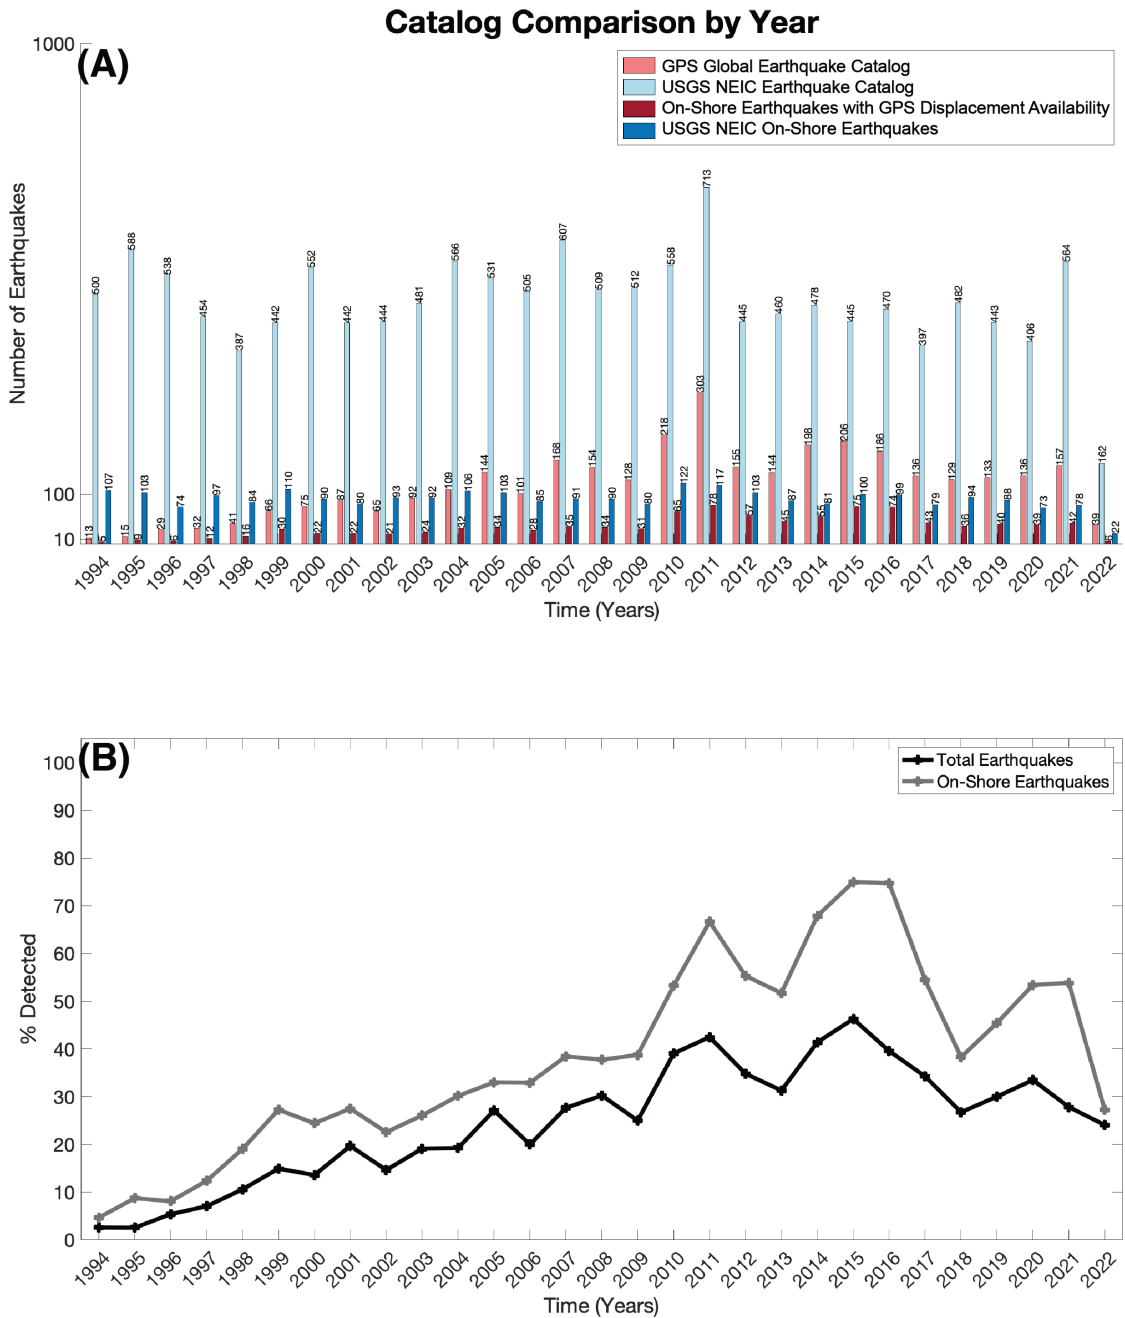 Catalog Comparison by Year
(A)
1000
100
10
Number of Earthquakes
GPS Global Earthquake Catalog
USGS NEIC Earthquake Catalog
On-Shore Earthquakes with GPS Displacement Availability
USGS NEIC On-Shore Earthquakes
13 500 5 107
15 588 9 103
29 538 6 74
32 454 12 97
41 387 16 84
66 442 30 110
75 552 22 90
87 442 22 80
65 444 21 93
92 481 24 92
109 566 32 106
144 531 34 103
101 505 28 85
168 607 35 91
154 509 34 90
128 512 31 80
218 558 65 122
303 713 78 117
155 445 57 103
144 460 45 87
198 478 55 81
206 445 75 100
186 470 74 99
136 397 43 79
129 482 36 94
133 443 40 88
136 406 39 73
157 564 42 78
39 162 6 22
1994 1995 1996 1997 1998 1999 2000 2001 2002 2003 2004 2005 2006 2007 2008 2009 2010 2011 2012 2013 2014 2015 2016 2017 2018 2019 2020 2021 2022
Time (Years)
(B)
100
90
80
70
60
50
40
30
20
10
0
% Detected
Total Earthquakes
On-Shore Earthquakes
1994 1995 1996 1997 1998 1999 2000 2001 2002 2003 2004 2005 2006 2007 2008 2009 2010 2011 2012 2013 2014 2015 2016 2017 2018 2019 2020 2021 2022
Time (Years)